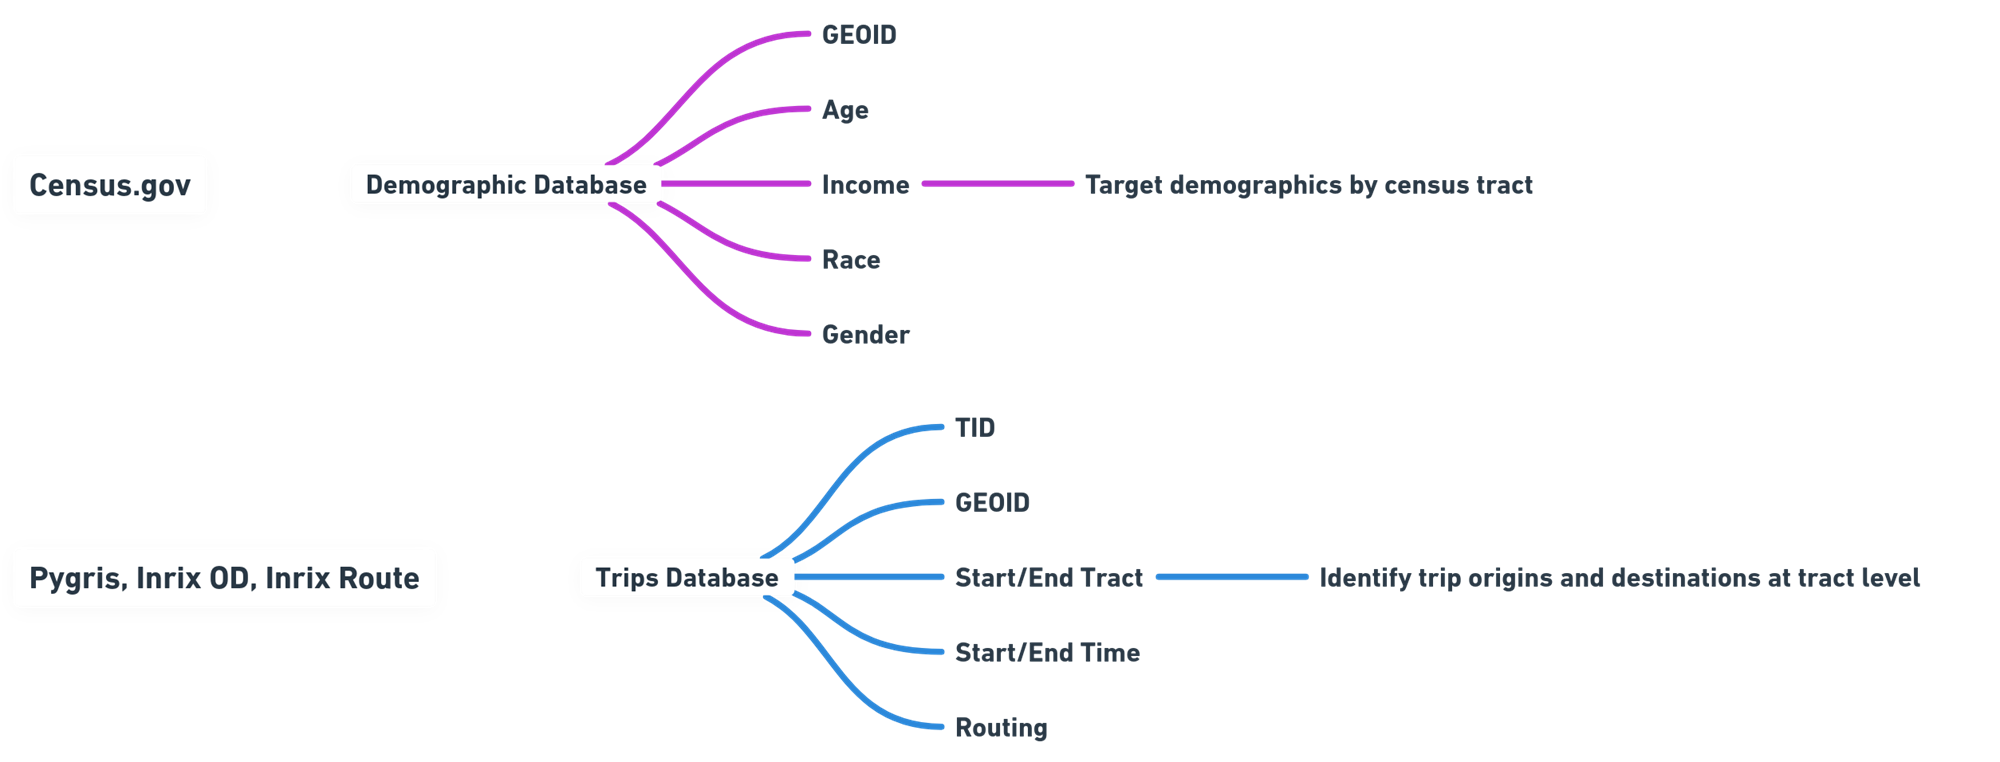 Census.gov
Demographic Database
GEOID
Age
Income
Target demographics by census tract
Race
Gender
Pygris, Inrix OD, Inrix Route
Trips Database
TID
GEOID
Start/End Tract
Identify trip origins and destinations at tract level
Start/End Time
Routing